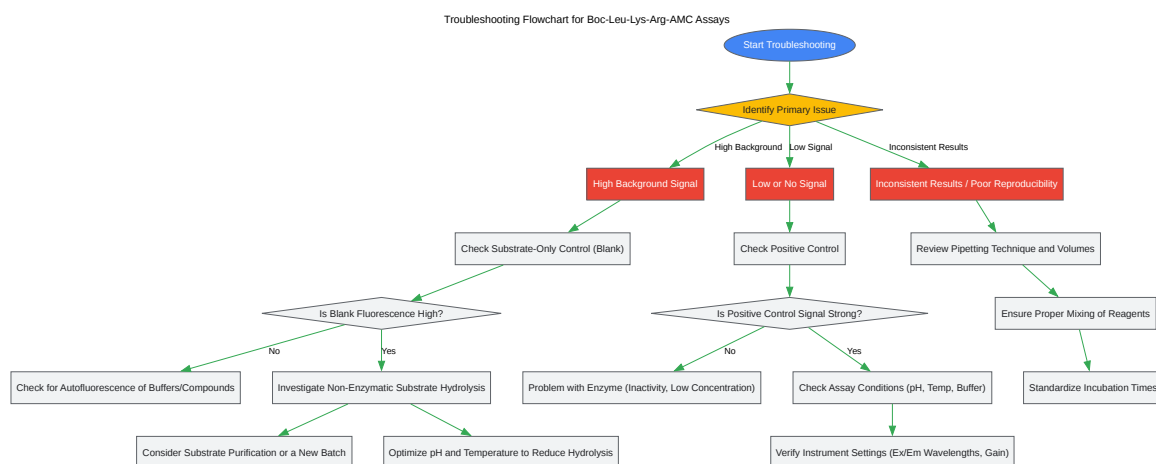 Troubleshooting Flowchart for Boc-Leu-Lys-Arg-AMC Assays
Start Troubleshooting
Identify Primary Issue
High Background
Low Signal
Inconsistent Results
High Background Signal
Low or No Signal
Inconsistent Results / Poor Reproducibility
Check Substrate-Only Control (Blank)
Check Positive Control
Review Pipetting Technique and Volumes
Is Blank Fluorescence High?
Is Positive Control Signal Strong?
Ensure Proper Mixing of Reagents
No
Yes
No
Yes
Check for Autofluorescence of Buffers/Compounds
Investigate Non-Enzymatic Substrate Hydrolysis
Problem with Enzyme (Inactivity, Low Concentration)
Check Assay Conditions (pH, Temp, Buffer)
Standardize Incubation Times
Consider Substrate Purification or a New Batch
Optimize pH and Temperature to Reduce Hydrolysis
Verify Instrument Settings (Ex/Em Wavelengths, Gain)